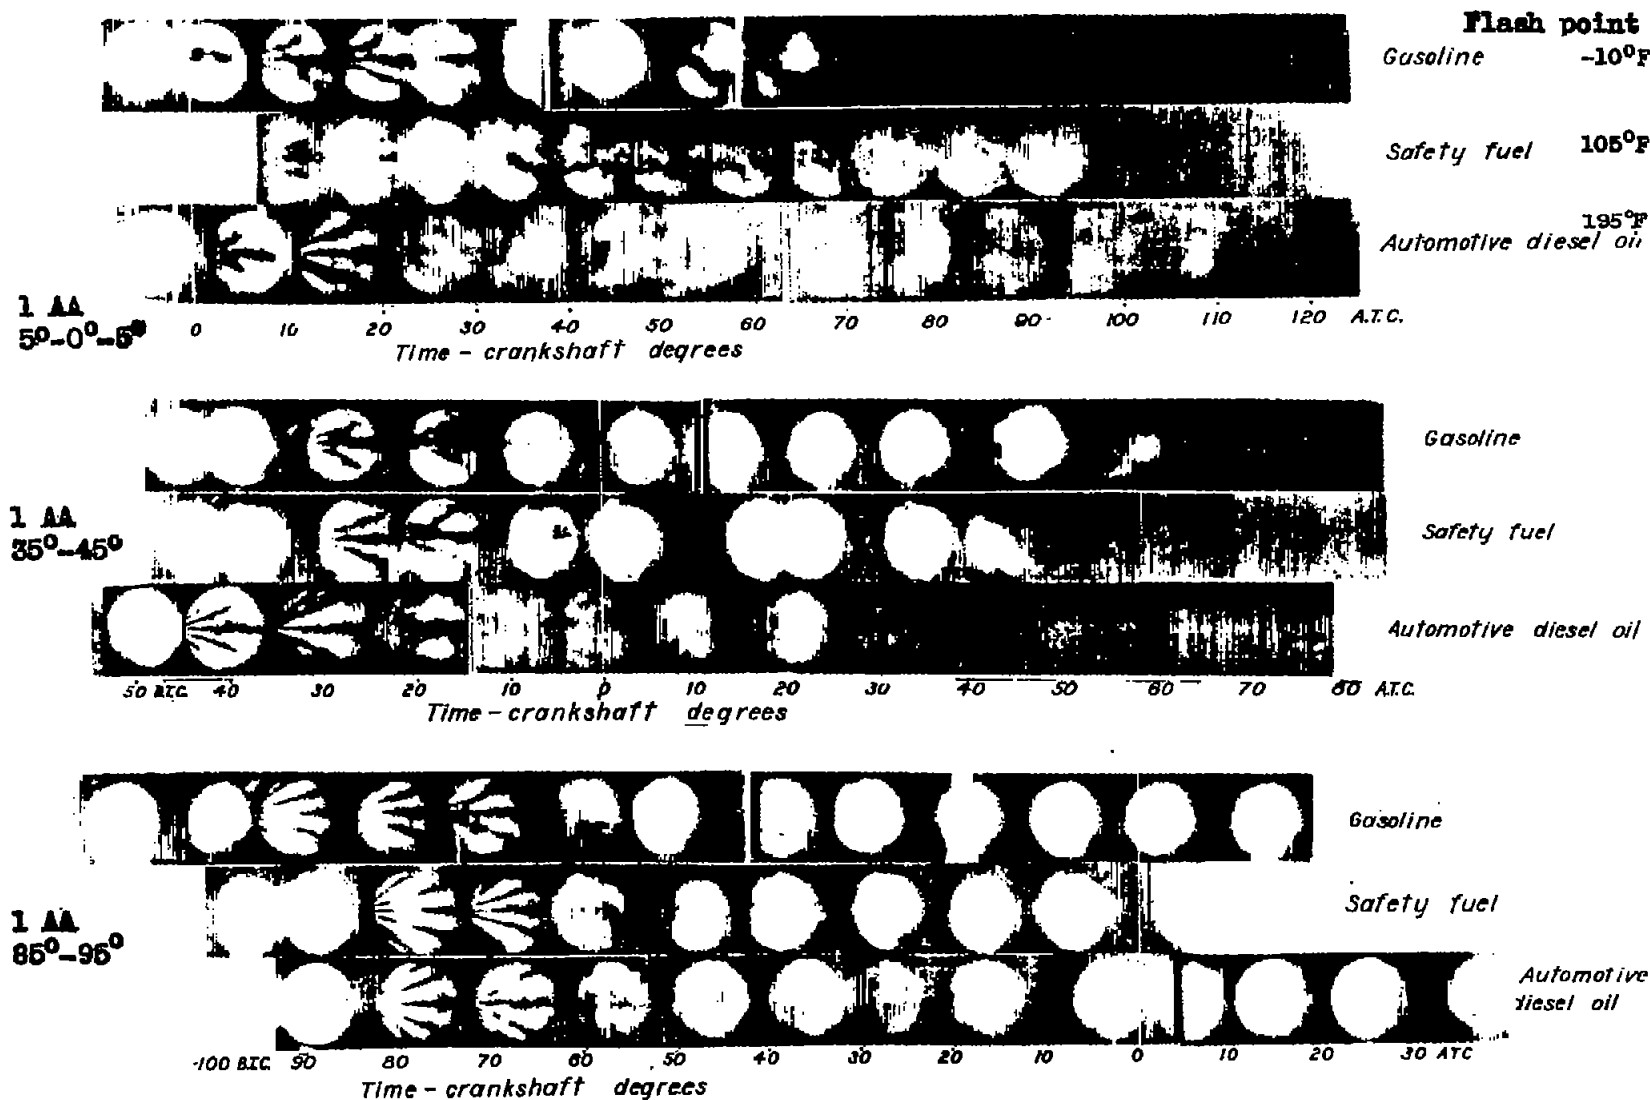 Flash point
Gasoline -10°F
Safety fuel 105°F
195°F
Automotive diesel oil
1 AA
5°-0°-5°
0 10 20 30 40 50 60 70 80 90 100 110 120 A.T.C.
Time - crankshaft degrees
Gasoline
1 AA
35°-45°
Safety fuel
Automotive diesel oil
50 B.T.C. 40 30 20 10 0 10 20 30 40 50 60 70 80 A.T.C.
Time - crankshaft degrees
Gasoline
1 AA
85°-95°
Safety fuel
Automotive
diesel oil
-100 B.T.C. 90 80 70 60 50 40 30 20 10 0 10 20 30 ATC
Time - crankshaft degrees